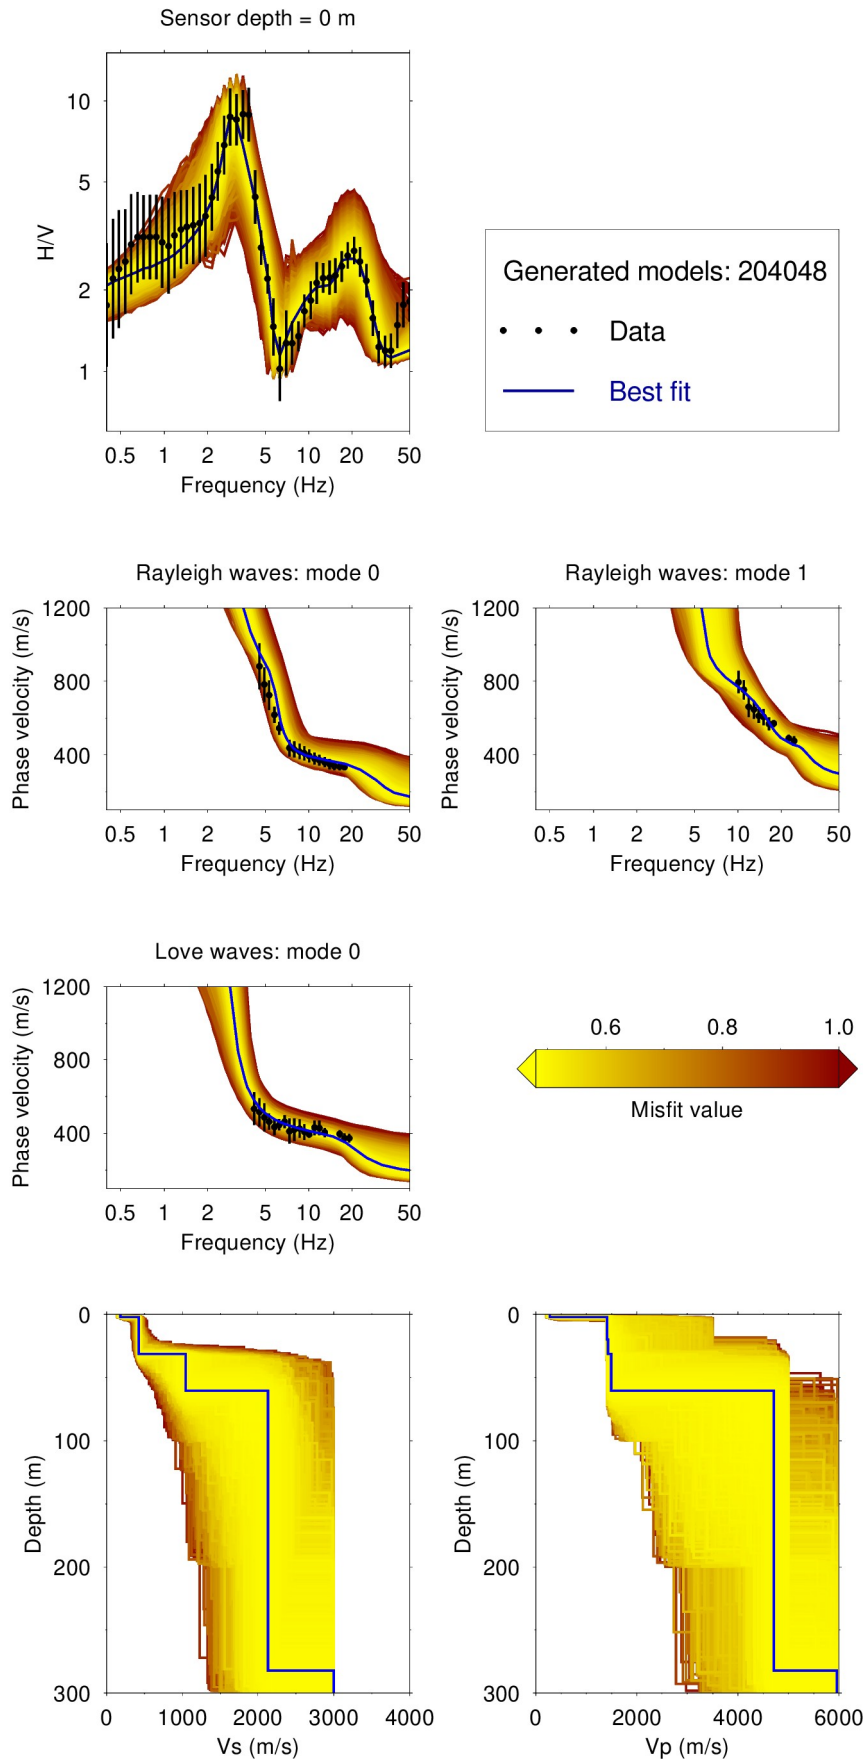 Sensor depth = 0 m
10
5
2
1
H/V
0.5 1 2 5 10 20 50
Frequency (Hz)
Generated models: 204048
Data
Best fit
Rayleigh waves: mode 0
1200
800
400
Phase velocity (m/s)
0.5 1 2 5 10 20 50
Frequency (Hz)
Rayleigh waves: mode 1
1200
800
400
Phase velocity (m/s)
0.5 1 2 5 10 20 50
Frequency (Hz)
Love waves: mode 0
1200
800
400
Phase velocity (m/s)
0.5 1 2 5 10 20 50
Frequency (Hz)
0.6 0.8 1.0
Misfit value
0
100
200
300
Depth (m)
0 1000 2000 3000 4000
Vs (m/s)
0
100
200
300
Depth (m)
0 2000 4000 6000
Vp (m/s)